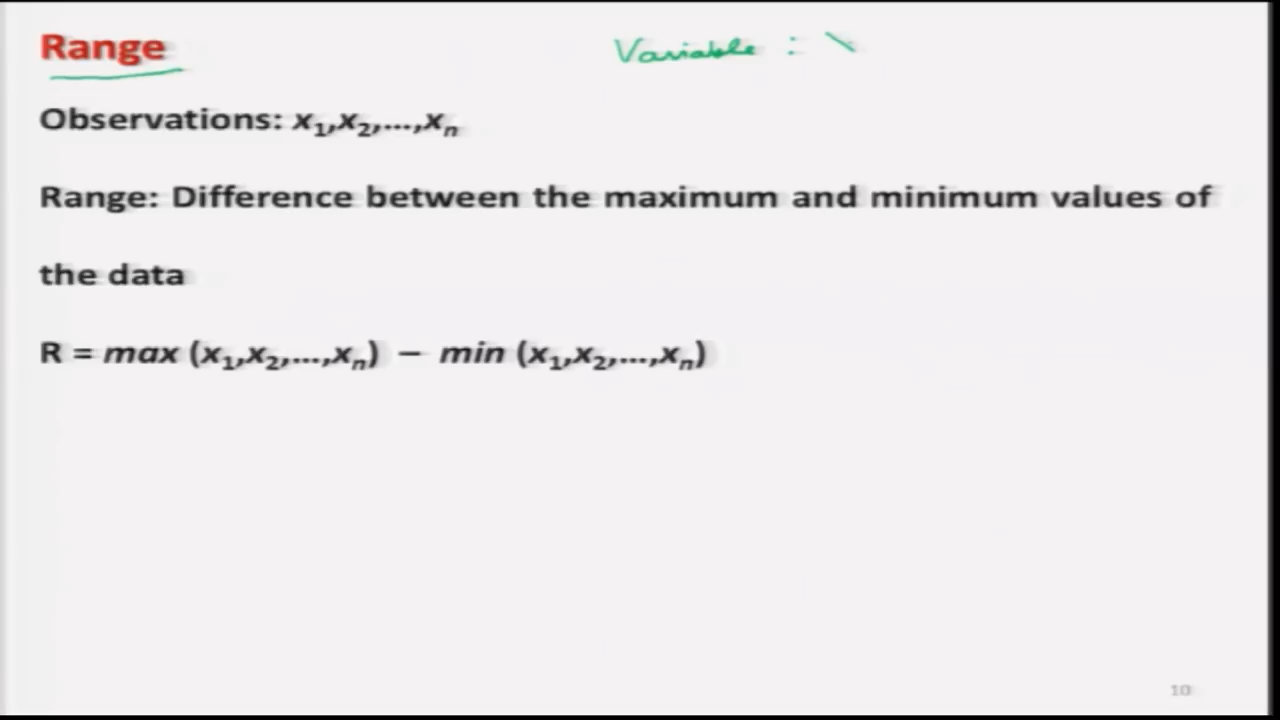 Range
Variable :
Observations: x₁,x₂,...,xₙ
Range: Difference between the maximum and minimum values of
the data
R = max (x₁,x₂,...,xₙ) – min (x₁,x₂,...,xₙ)
10